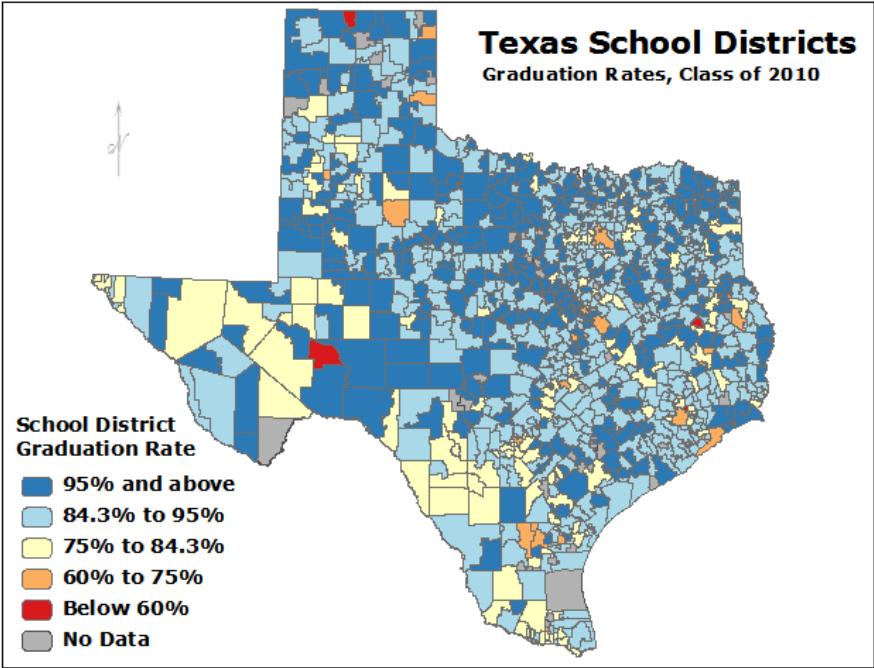 Texas School Districts
Graduation Rates, Class of 2010
N
School District
Graduation Rate
95% and above
84.3% to 95%
75% to 84.3%
60% to 75%
Below 60%
No Data